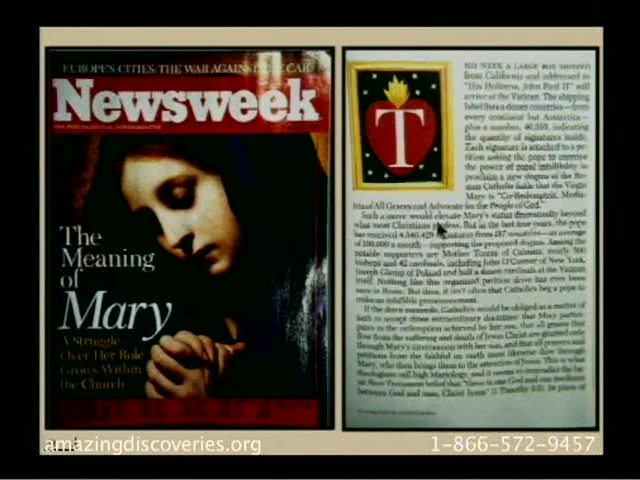 EUROPE'S CITIES: THE WAR AGAINST THE CAR
Newsweek
The
Meaning
of
Mary
A Struggle
Over Her Role
Grows Within
the Church
T
HIS WEEK A LARGE BOX SHIPPED
from California and addressed to
"His Holiness, John Paul II" will
arrive at the Vatican. The shipping
label lists a dozen countries—from
every continent but Antarctica—
plus a number, 40,383, indicating
the quantity of signatures inside.
Each signature is attached to a pe-
tition asking the pope to exercise
the power of papal infallibility to
proclaim a new dogma of the Ro-
man Catholic faith: that the Virgin
Mary is "Co-Redemptrix, Media-
trix of All Graces and Advocate for the People of God."
Such a move would elevate Mary's status dramatically beyond
what most Christians profess. But in the last four years, the pope
has received 4,340,429 signatures from 157 countries—an average
of 100,000 a month—supporting the proposed dogma. Among the
notable supporters are Mother Teresa of Calcutta, nearly 500
bishops and 42 cardinals, including John O'Connor of New York,
Joseph Glemp of Poland and half a dozen cardinals at the Vatican
itself. Nothing like this organized petition drive has ever been
seen in Rome. But then, it isn't often that Catholics beg a pope to
make an infallible pronouncement.
If the drive succeeds, Catholics would be obliged as a matter of
faith to accept three extraordinary doctrines: that Mary partici-
pates in the redemption achieved by her son, that all graces that
flow from the suffering and death of Jesus Christ are granted only
through Mary's intercession with her son, and that all prayers and
petitions from the faithful on earth must likewise flow through
Mary, who then brings them to the attention of Jesus. This is what
theologians call high Mariology, and it seems to contradict the ba-
sic New Testament belief that "there is one God and one mediator
between God and man, Christ Jesus" (I Timothy 2:5). In place of
amazingdiscoveries.org
1-866-572-9457